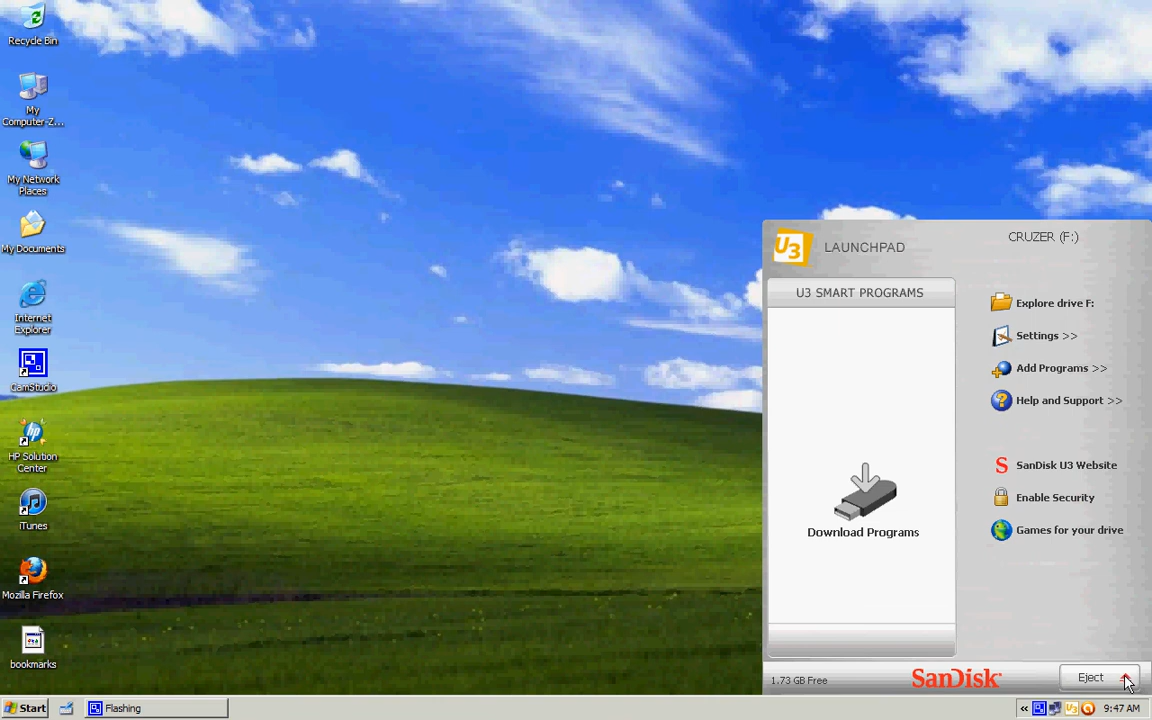 Recycle Bin
My
Computer-Z...
My Network
Places
My Documents
Internet
Explorer
CamStudio
HP Solution
Center
iTunes
Mozilla Firefox
bookmarks
U3 LAUNCHPAD
CRUZER (F:)
U3 SMART PROGRAMS
Download Programs
Explore drive F:
Settings >>
Add Programs >>
Help and Support >>
S SanDisk U3 Website
Enable Security
Games for your drive
1.73 GB Free
SanDisk
Eject
Start
Flashing
« 9:47 AM